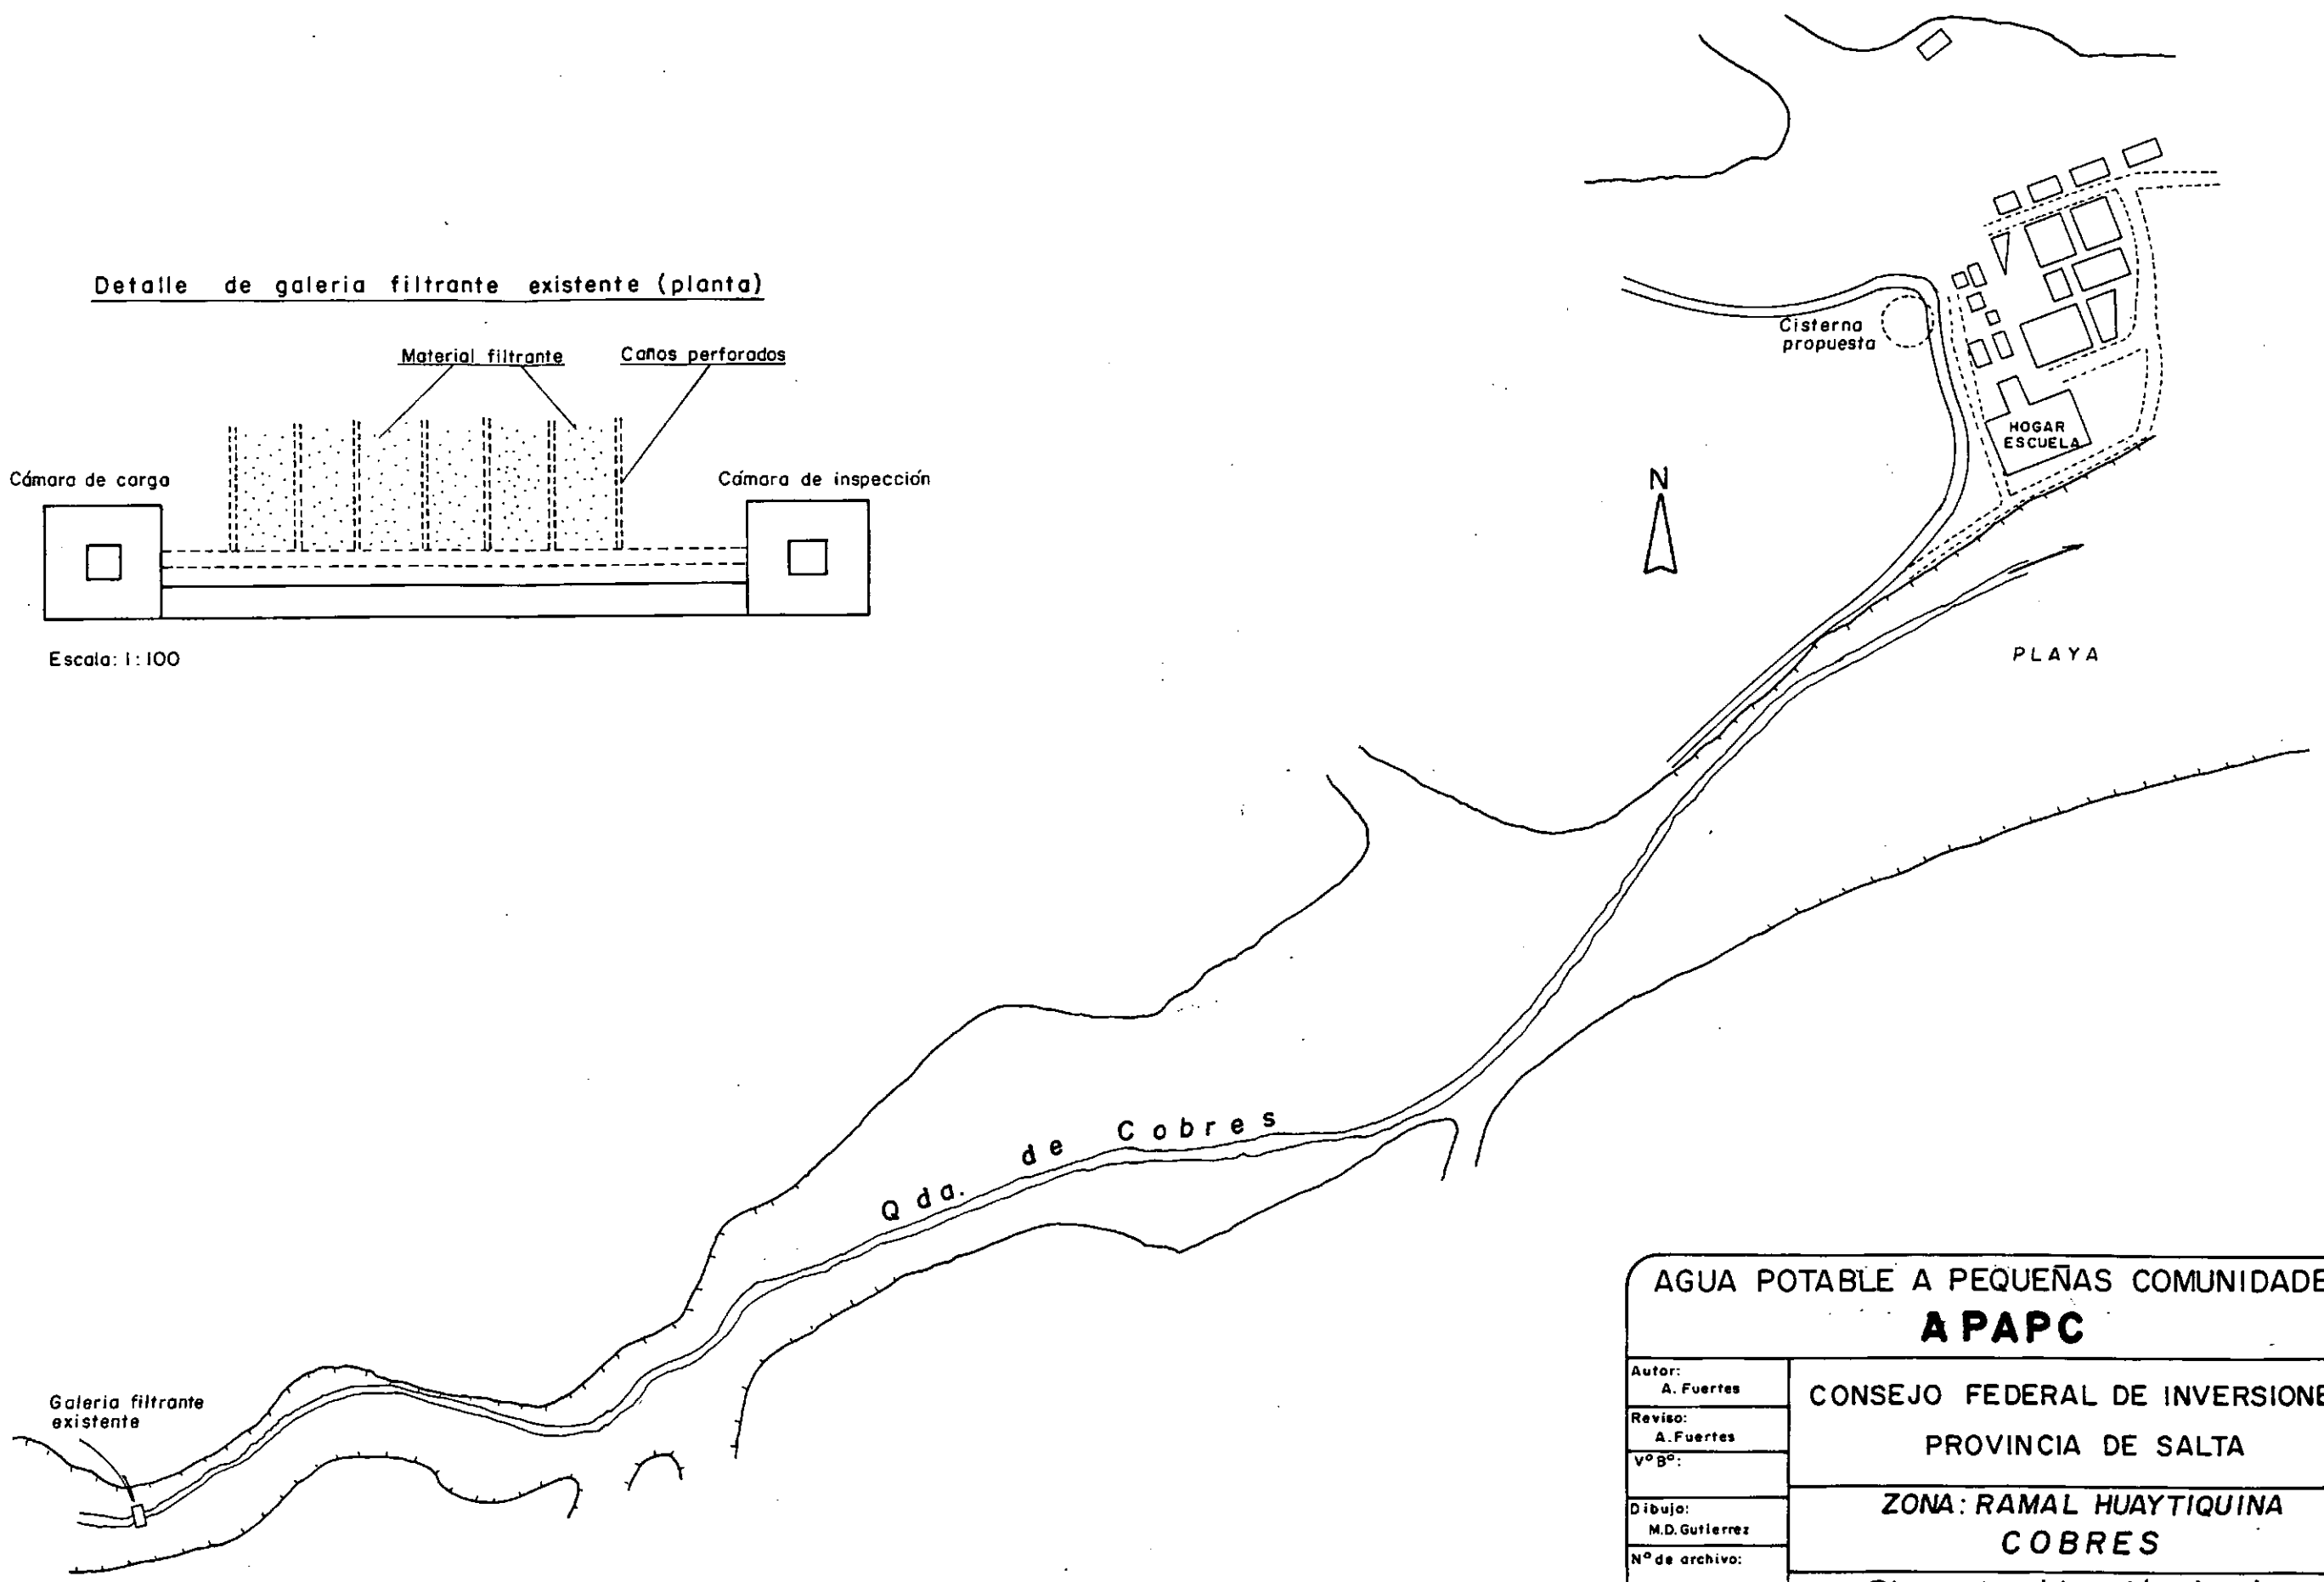 Detalle de galeria filtrante existente (planta)
Material filtrante
Caños perforados
Cámara de carga
Cámara de inspección
Escala: 1:100
Cisterna
propuesta
HOGAR
ESCUELA
N
PLAYA
Qda. de Cobres
Galeria filtrante
existente
AGUA POTABLE A PEQUEÑAS COMUNIDADE
APAPC
Autor:
A. Fuertes
Reviso:
A. Fuertes
VºBº:
Dibujo:
M.D. Gutierrez
Nº de archivo:
CONSEJO FEDERAL DE INVERSIONE
PROVINCIA DE SALTA
ZONA: RAMAL HUAYTIQUINA
COBRES